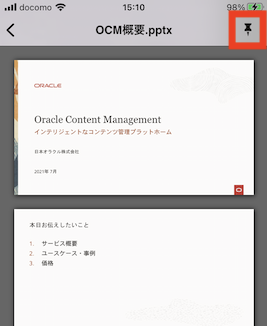 docomo 15:10 98%
OCM概要.pptx
ORACLE
Oracle Content Management
インテリジェントなコンテンツ管理プラットホーム
日本オラクル株式会社
2021年 7月
本日お伝えしたいこと
1. サービス概要
2. ユースケース・事例
3. 価格